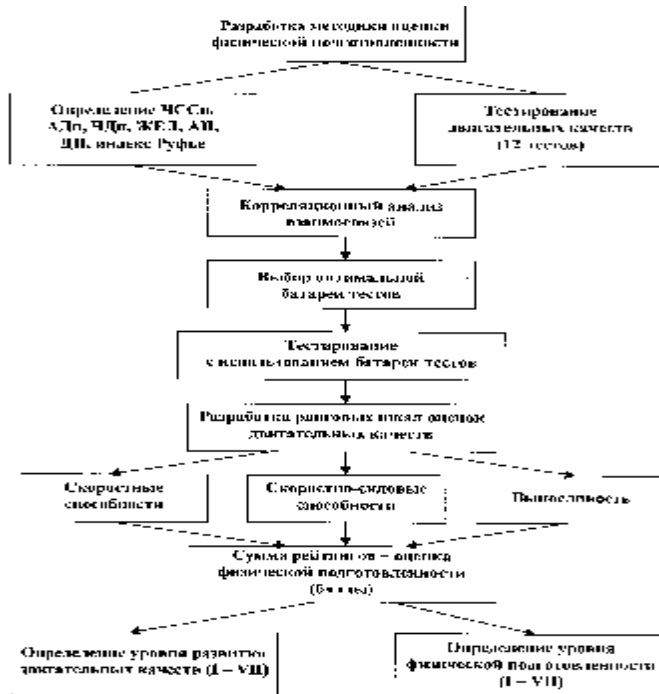 Разработка методики оценки
физической подготовленности
Определение ЧССп,
АДп, ЧДп, ЖЕЛ, АП,
индекс Руфье
Тестирование
двигательных качеств
(12 тестов)
Корреляционный анализ
взаимосвязей
Выбор оптимальной
батареи тестов
Тестирование
с использованием батареи тестов
Разработка ранговых шкал оценок
двигательных качеств
Скоростные
способности
Скоростно-силовые
способности
Выносливость
Сумма рейтингов – оценка
физической подготовленности
(баллы)
Определение уровня развития
двигательных качеств (I – VII)
Определение уровня
физической подготовленности
(I – VII)